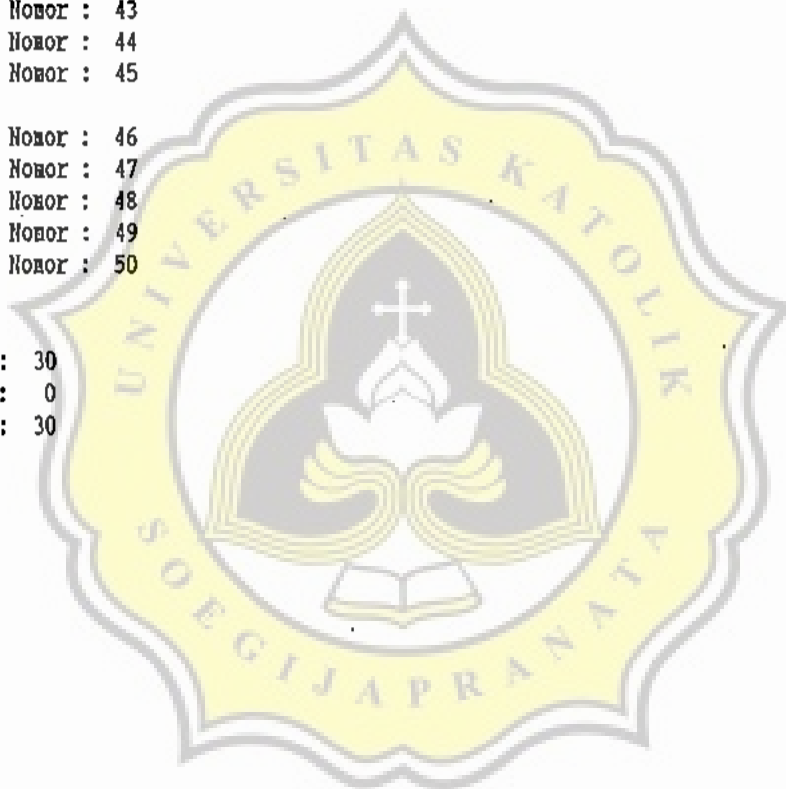 Nomor : 43
Nomor : 44
Nomor : 45
Nomor : 46
Nomor : 47
Nomor : 48
Nomor : 49
Nomor : 50
: 30
: 0
: 30
UNIVERSITAS KATOLIK
SOEGIJAPRANATA